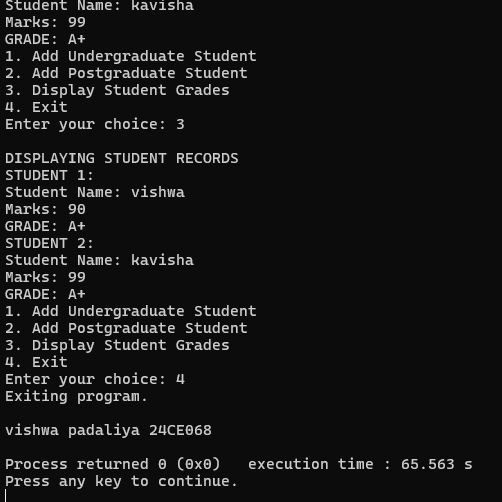 Student Name: kavisha
Marks: 99
GRADE: A+
1. Add Undergraduate Student
2. Add Postgraduate Student
3. Display Student Grades
4. Exit
Enter your choice: 3
DISPLAYING STUDENT RECORDS
STUDENT 1:
Student Name: vishwa
Marks: 90
GRADE: A+
STUDENT 2:
Student Name: kavisha
Marks: 99
GRADE: A+
1. Add Undergraduate Student
2. Add Postgraduate Student
3. Display Student Grades
4. Exit
Enter your choice: 4
Exiting program.
vishwa padaliya 24CE068
Process returned 0 (0x0)   execution time : 65.563 s
Press any key to continue.